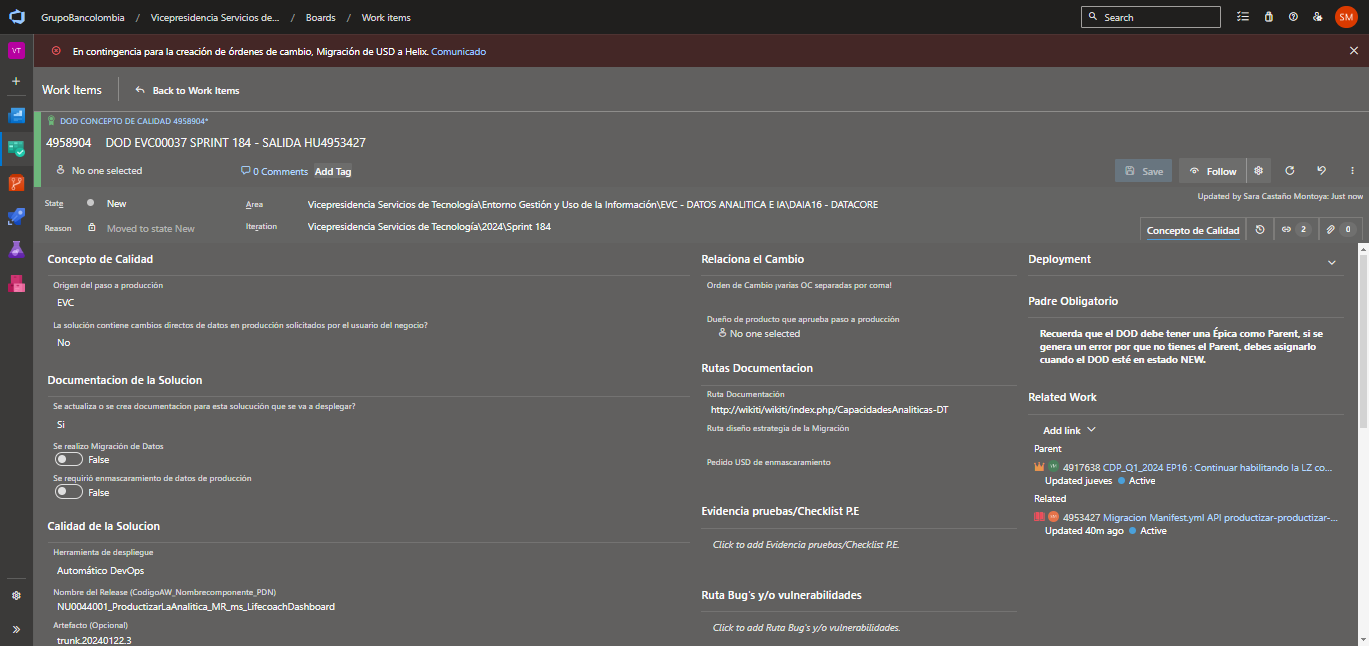 GrupoBancolombia / Vicepresidencia Servicios de... / Boards / Work items
Search
SM
VT
En contingencia para la creación de órdenes de cambio, Migración de USD a Helix. Comunicado
Work Items
Back to Work Items
DOD CONCEPTO DE CALIDAD 4958904*
4958904 DOD EVC00037 SPRINT 184 - SALIDA HU4953427
No one selected
0 Comments
Add Tag
Save
Follow
State
New
Area
Vicepresidencia Servicios de Tecnología\Entorno Gestión y Uso de la Información\EVC - DATOS ANALITICA E IA\DAIA16 - DATACORE
Updated by Sara Castaño Montoya: Just now
Reason
Moved to state New
Iteration
Vicepresidencia Servicios de Tecnología\2024\Sprint 184
Concepto de Calidad
2
0
Concepto de Calidad
Origen del paso a producción
EVC
La solución contiene cambios directos de datos en producción solicitados por el usuario del negocio?
No
Documentacion de la Solucion
Se actualiza o se crea documentacion para esta solucución que se va a desplegar?
Si
Se realizo Migración de Datos
False
Se requirió enmascaramiento de datos de producción
False
Calidad de la Solucion
Herramienta de despliegue
Automático DevOps
Nombre del Release (CodigoAW_Nombrecomponente_PDN)
NU0044001_ProductizarLaAnalitica_MR_ms_LifecoachDashboard
Artefacto (Opcional)
trunk.20240122.3
Relaciona el Cambio
Orden de Cambio ¡varias OC separadas por coma!
Dueño de producto que aprueba paso a producción
No one selected
Rutas Documentacion
Ruta Documentación
http://wikiti/wikiti/index.php/CapacidadesAnaliticas-DT
Ruta diseño estrategia de la Migración
Pedido USD de enmascaramiento
Evidencia pruebas/Checklist P.E
Click to add Evidencia pruebas/Checklist P.E.
Ruta Bug's y/o vulnerabilidades
Click to add Ruta Bug's y/o vulnerabilidades.
Deployment
Padre Obligatorio
Recuerda que el DOD debe tener una Épica como Parent, si se
genera un error por que no tienes el Parent, debes asignarlo
cuando el DOD esté en estado NEW.
Related Work
Add link
Parent
4917638 CDP_Q1_2024 EP16 : Continuar habilitando la LZ co...
Updated jueves Active
Related
4953427 Migracion Manifest.yml API productizar-productizar-...
Updated 40m ago Active